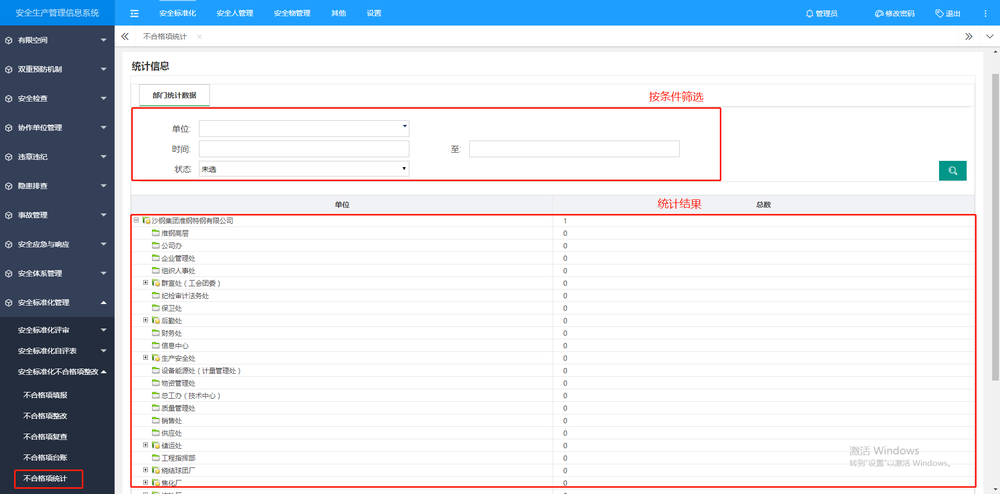 安全生产管理信息系统
安全标准化 安全人管理 安全物管理 其他 设置
管理员 修改密码 退出
不合格项统计
有限空间
双重预防机制
安全检查
协作单位管理
违章违纪
隐患排查
事故管理
安全应急与响应
安全体系管理
安全标准化管理
安全标准化评审
安全标准化自评表
安全标准化不合格项整改
不合格项填报
不合格项整改
不合格项复查
不合格项台账
不合格项统计
统计信息
部门统计数据
按条件筛选
单位:
时间: 至:
状态 未选
单位 统计结果 总数
沙钢集团淮钢特钢有限公司 1
淮钢高层 0
公司办 0
企业管理处 0
组织人事处 0
群宣处（工会团委） 0
纪检审计法务处 0
保卫处 0
后勤处 0
财务处 0
信息中心 0
生产安全处 0
设备能源处（计量管理处） 0
物资管理处 0
总工办（技术中心） 0
质量管理处 0
销售处 0
供应处 0
储运处 0
工程指挥部 0
烧结球团厂 0
焦化厂 0
激活 Windows
转到"设置"以激活 Windows。